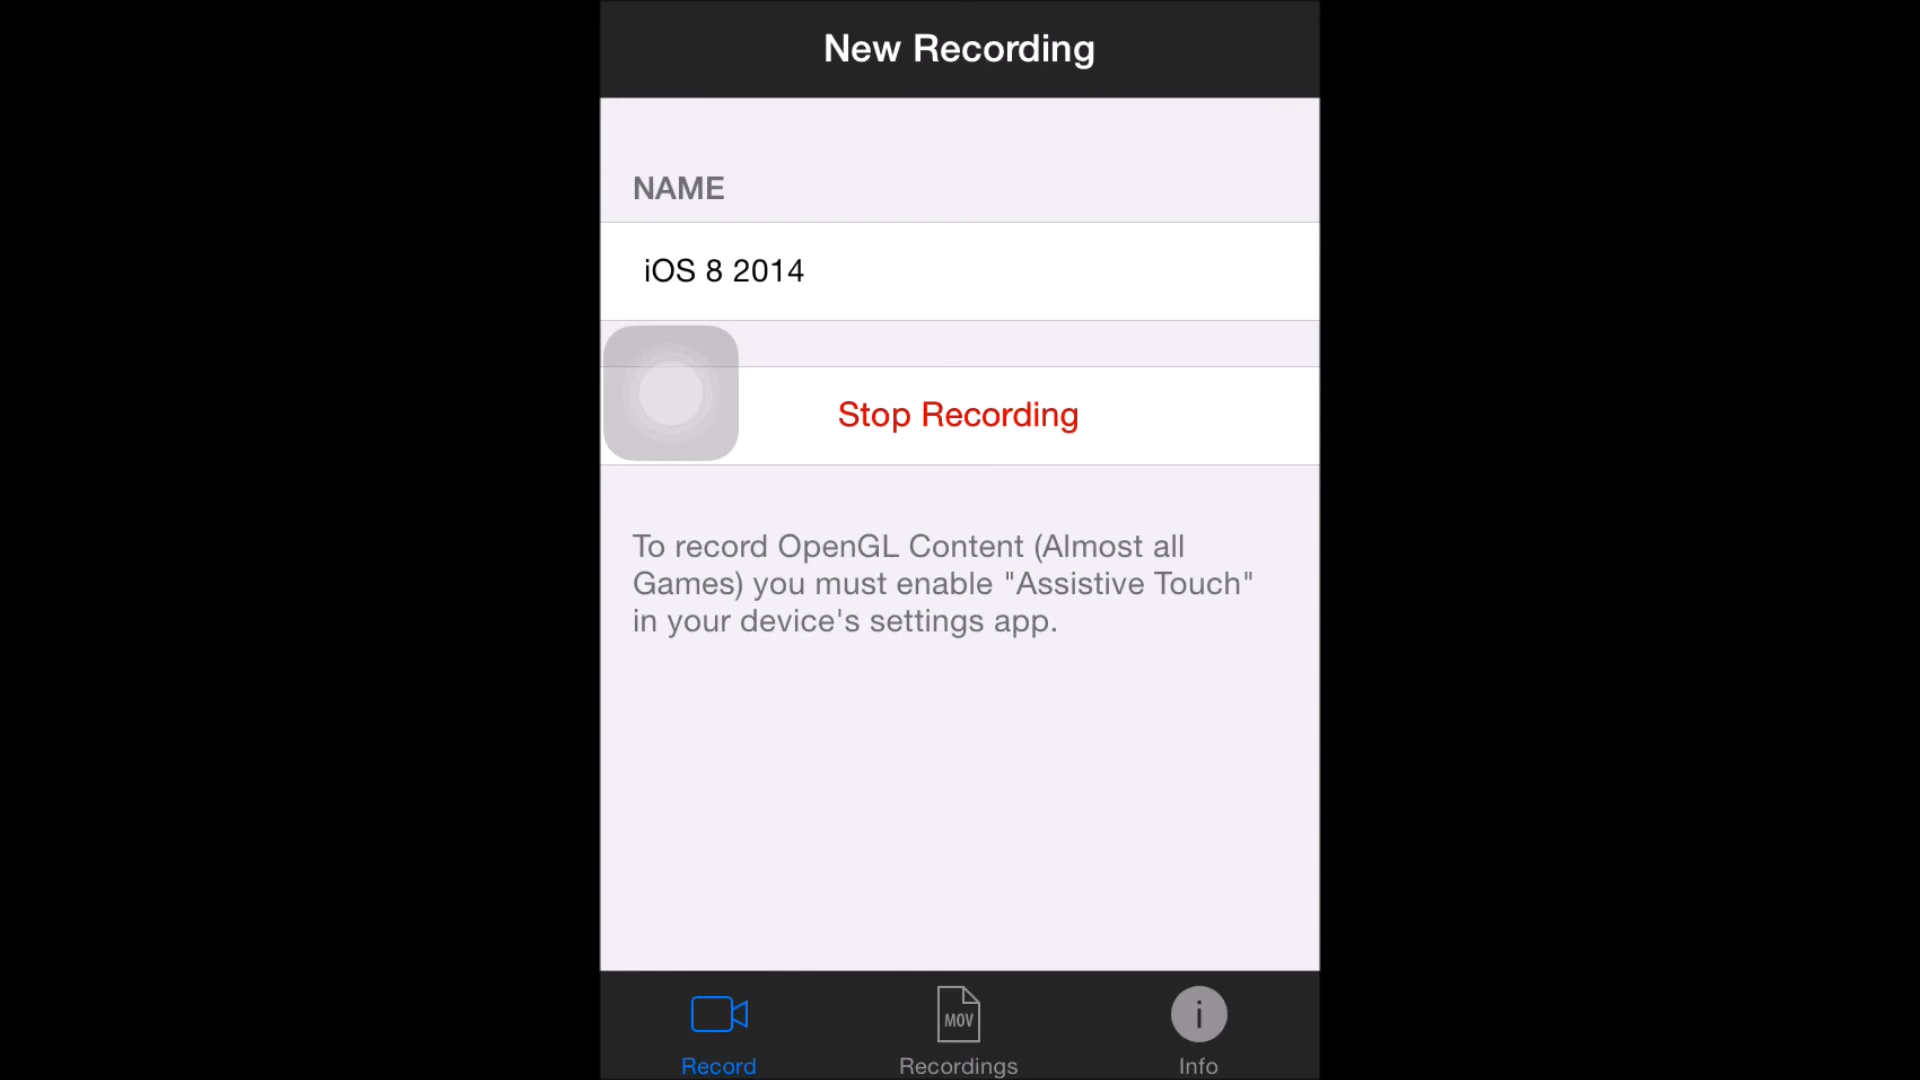 New Recording
NAME
iOS 8 2014
Stop Recording
To record OpenGL Content (Almost all
Games) you must enable "Assistive Touch"
in your device's settings app.
MOV
i
Record
Recordings
Info